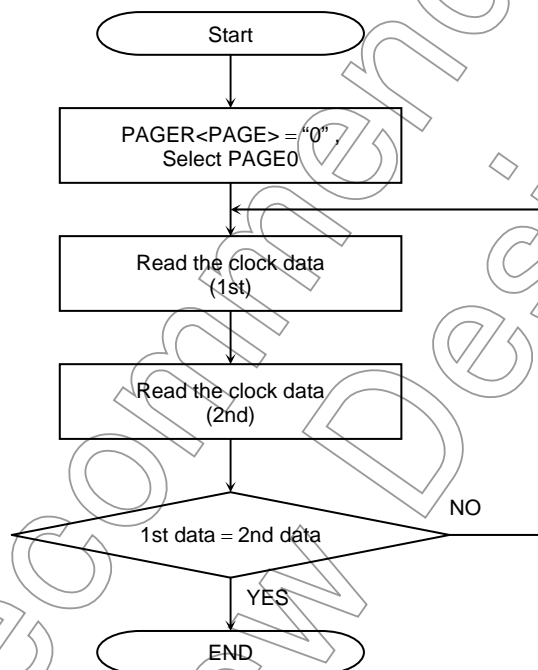 Start
PAGER<PAGE> = “0” ,
Select PAGE0
Read the clock data
(1st)
Read the clock data
(2nd)
NO
1st data = 2nd data
YES
END